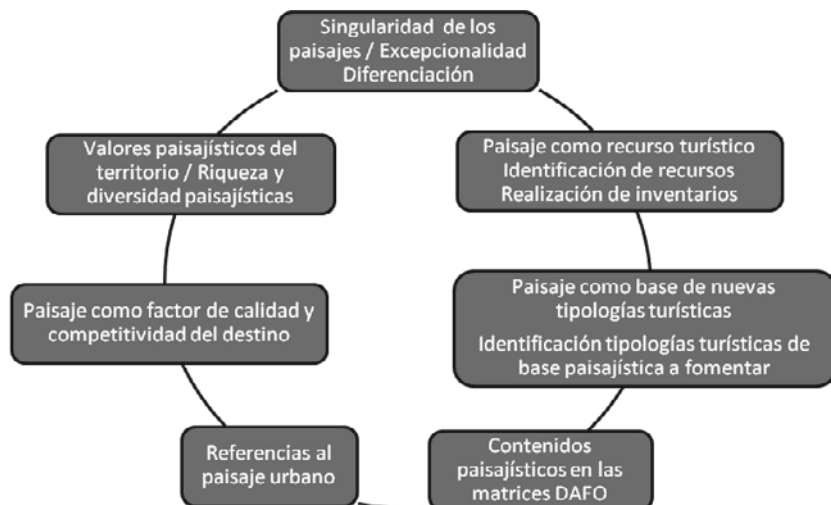 Singularidad de los
paisajes / Excepcionalidad
Diferenciación
Valores paisajísticos del
territorio / Riqueza y
diversidad paisajísticas
Paisaje como recurso turístico
Identificación de recursos
Realización de inventarios
Paisaje como factor de calidad y
competitividad del destino
Paisaje como base de nuevas
tipologías turísticas
Identificación tipologías turísticas de
base paisajística a fomentar
Referencias al
paisaje urbano
Contenidos
paisajísticos en las
matrices DAFO